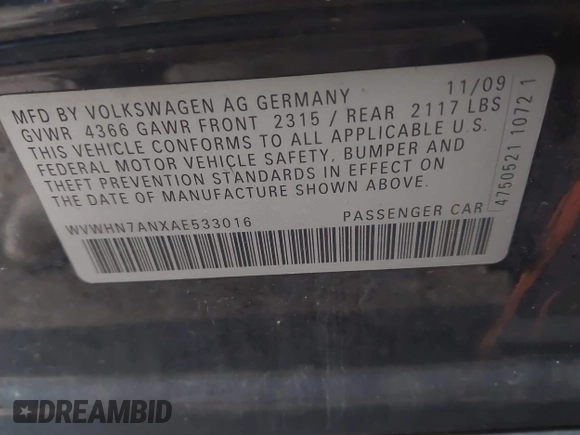 MFD BY VOLKSWAGEN AG GERMANY 11/09
GVWR 4366 GAWR FRONT 2315 / REAR 2117 LBS
THIS VEHICLE CONFORMS TO ALL APPLICABLE U.S.
FEDERAL MOTOR VEHICLE SAFETY, BUMPER AND
THEFT PREVENTION STANDARDS IN EFFECT ON
THE DATE OF MANUFACTURE SHOWN ABOVE.
WVWHN7ANXAE533016 PASSENGER CAR
4750521 1072 1
DREAMBID